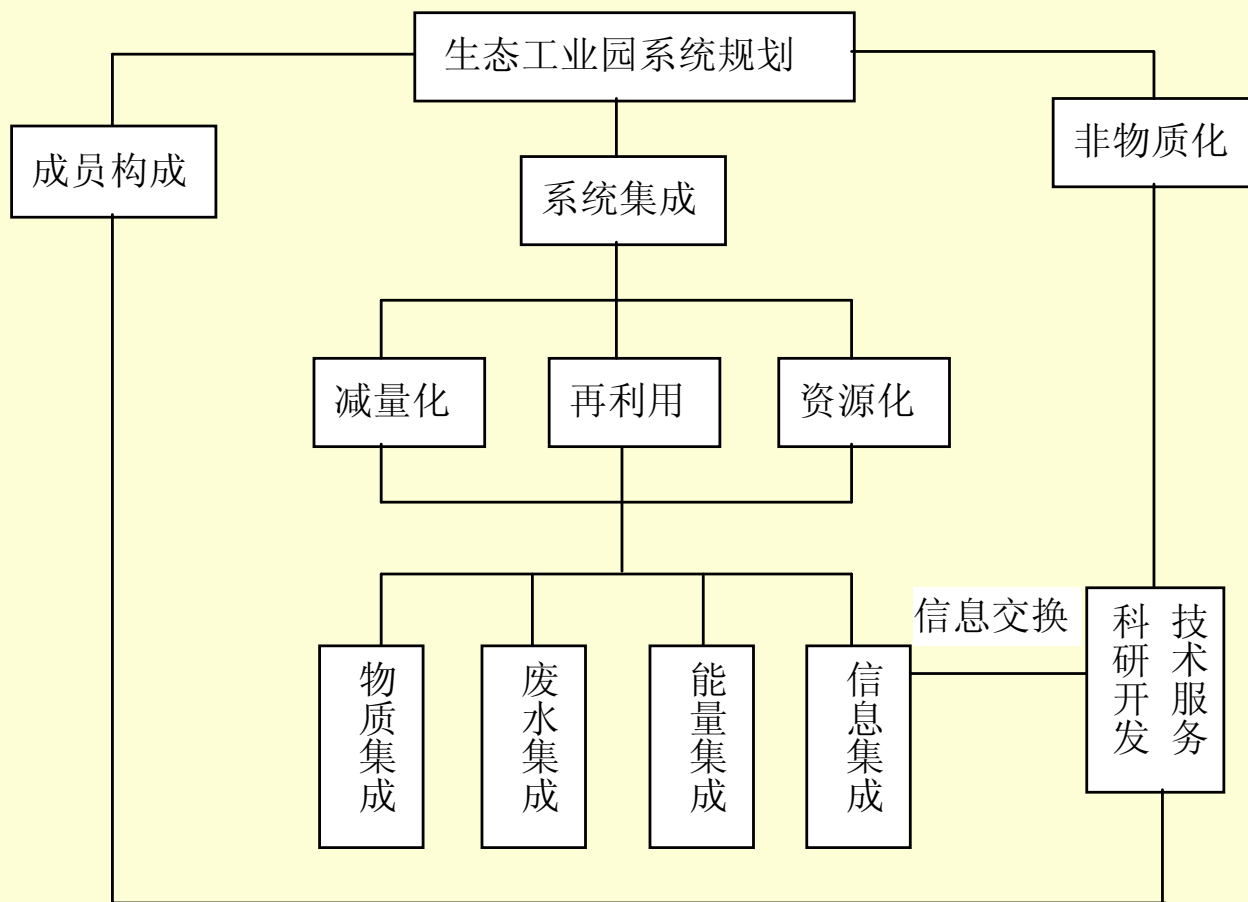 生态工业园系统规划
成员构成
系统集成
非物质化
减量化
再利用
资源化
物质集成
废水集成
能量集成
信息集成
信息交换
科研开发
技术服务